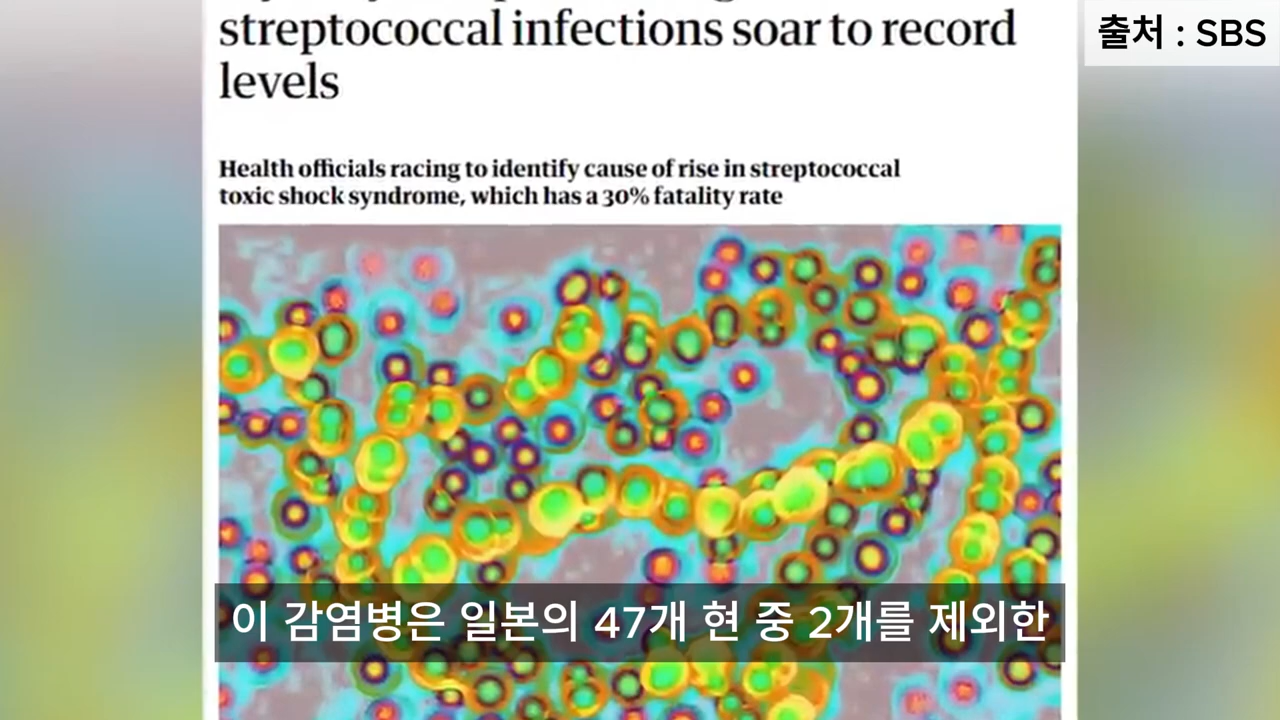 출처 : SBS
streptococcal infections soar to record
levels
Health officials racing to identify cause of rise in streptococcal
toxic shock syndrome, which has a 30% fatality rate
이 감염병은 일본의 47개 현 중 2개를 제외한